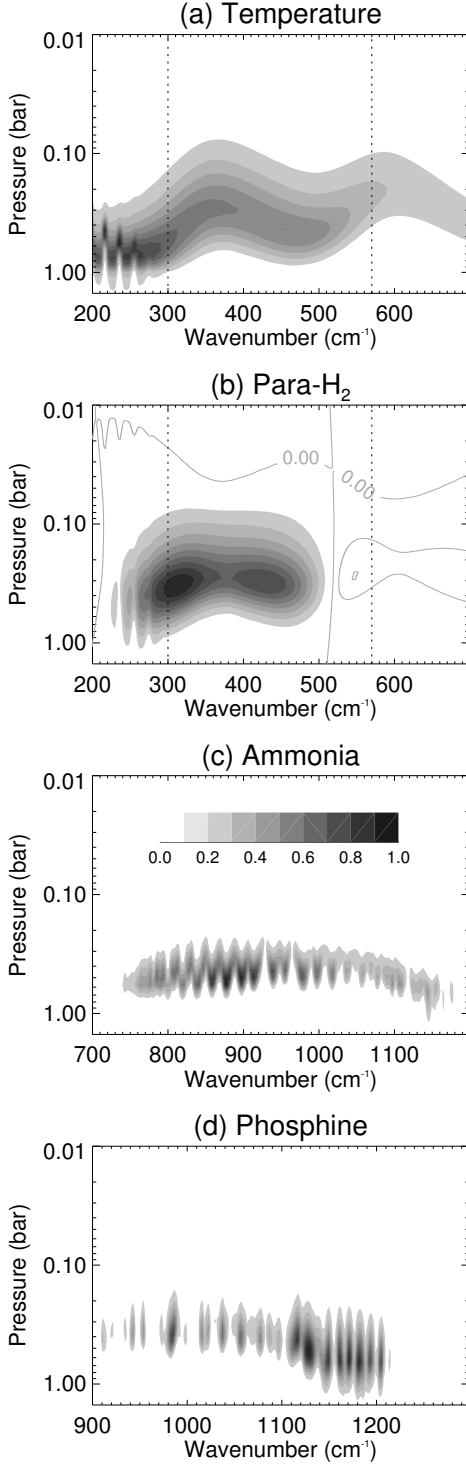 (a) Temperature
0.01
0.10
1.00
Pressure (bar)
200 300 400 500 600
Wavenumber (cm⁻¹)
(b) Para-H₂
0.01
0.10
1.00
Pressure (bar)
0.00
0.00
200 300 400 500 600
Wavenumber (cm⁻¹)
(c) Ammonia
0.01
0.10
1.00
Pressure (bar)
0.0 0.2 0.4 0.6 0.8 1.0
700 800 900 1000 1100
Wavenumber (cm⁻¹)
(d) Phosphine
0.01
0.10
1.00
Pressure (bar)
900 1000 1100 1200
Wavenumber (cm⁻¹)